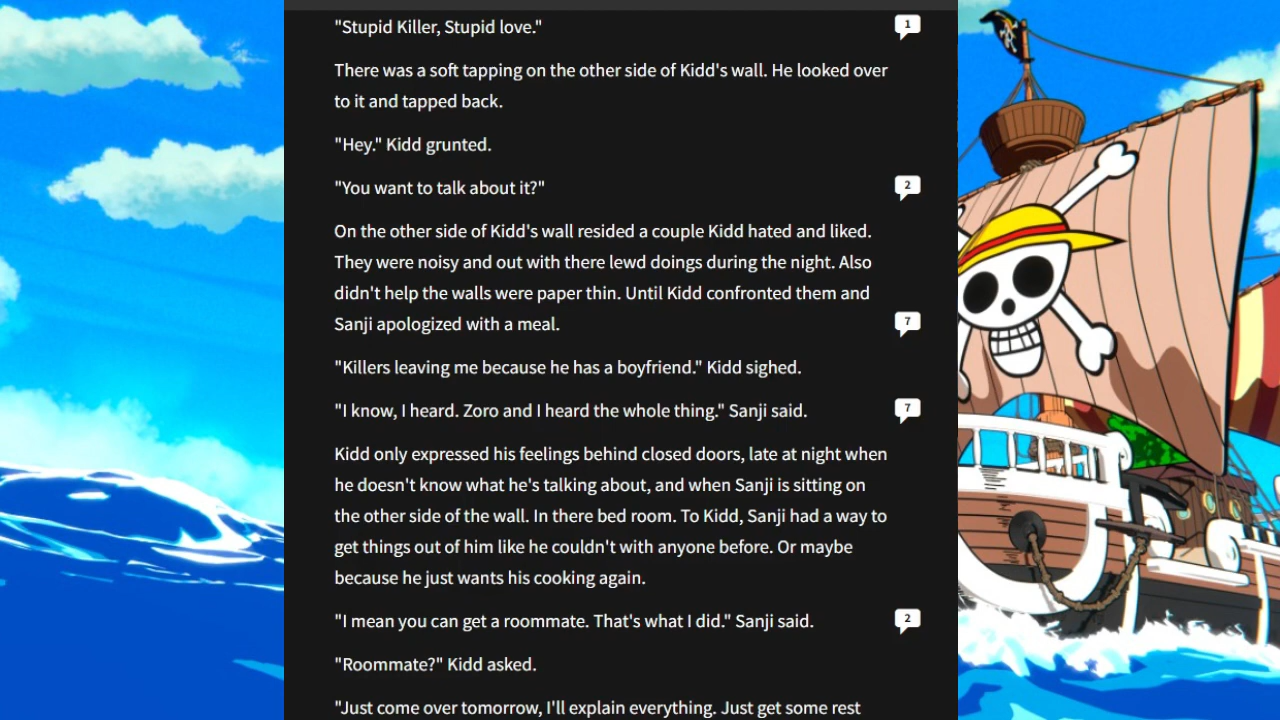 "Stupid Killer, Stupid love."
1
There was a soft tapping on the other side of Kidd's wall. He looked over
to it and tapped back.
"Hey." Kidd grunted.
"You want to talk about it?"
2
On the other side of Kidd's wall resided a couple Kidd hated and liked.
They were noisy and out with there lewd doings during the night. Also
didn't help the walls were paper thin. Until Kidd confronted them and
Sanji apologized with a meal.
7
"Killers leaving me because he has a boyfriend." Kidd sighed.
"I know, I heard. Zoro and I heard the whole thing." Sanji said.
7
Kidd only expressed his feelings behind closed doors, late at night when
he doesn't know what he's talking about, and when Sanji is sitting on
the other side of the wall. In there bed room. To Kidd, Sanji had a way to
get things out of him like he couldn't with anyone before. Or maybe
because he just wants his cooking again.
"I mean you can get a roommate. That's what I did." Sanji said.
2
"Roommate?" Kidd asked.
"Just come over tomorrow, I'll explain everything. Just get some rest